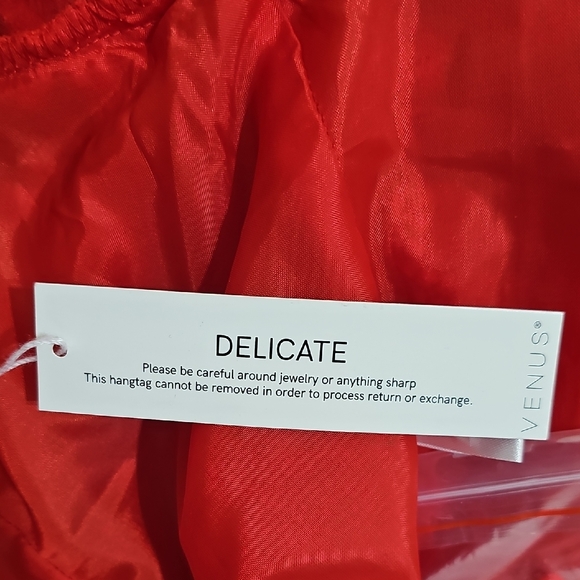 DELICATE
Please be careful around jewelry or anything sharp
This hangtag cannot be removed in order to process return or exchange.
VENUS®